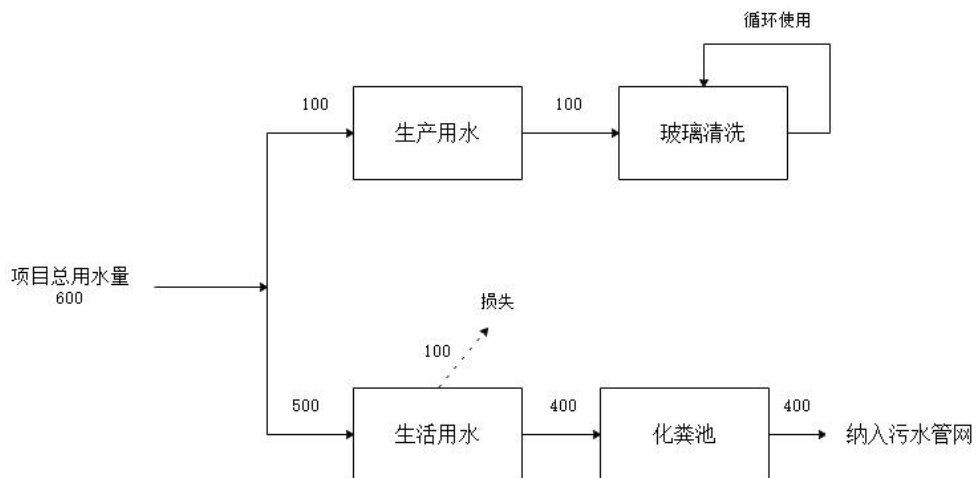 循环使用
100
生产用水
100
玻璃清洗
项目总用水量
600
损失
100
500
生活用水
400
化粪池
400
纳入污水管网